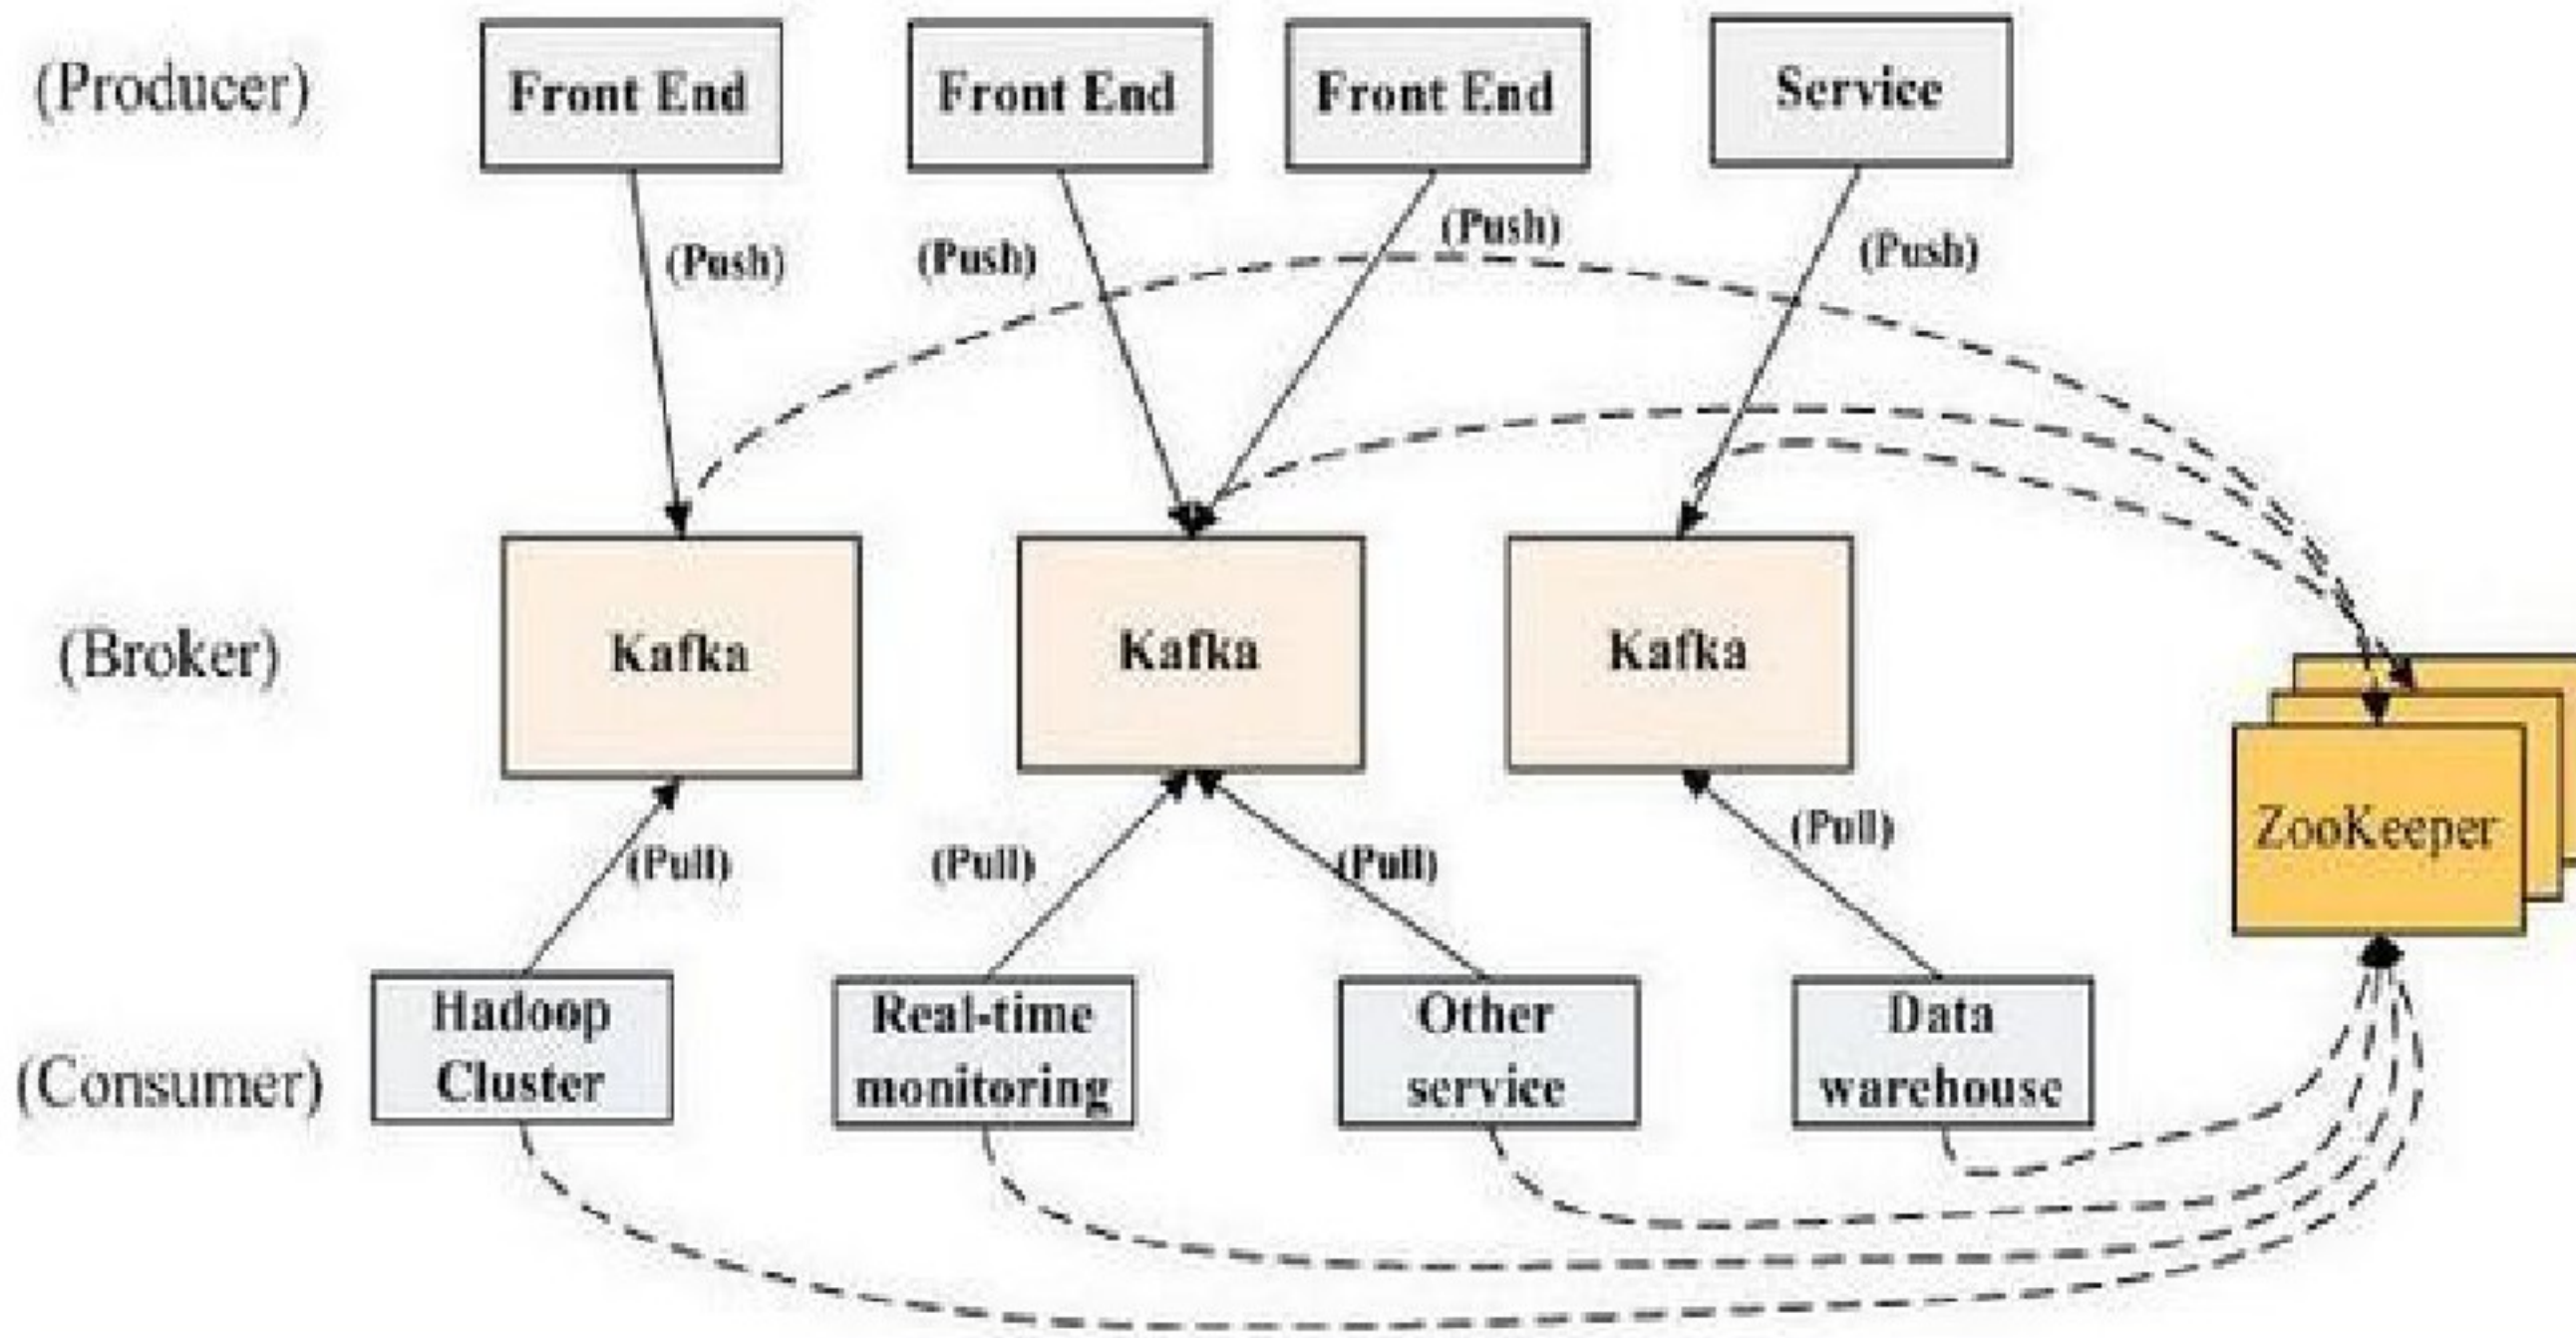 (Producer)
Front End
Front End
Front End
Service
(Push)
(Push)
(Push)
(Push)
(Broker)
Kafka
Kafka
Kafka
ZooKeeper
(Pull)
(Pull)
(Pull)
(Pull)
(Consumer)
Hadoop
Cluster
Real-time
monitoring
Other
service
Data
warehouse